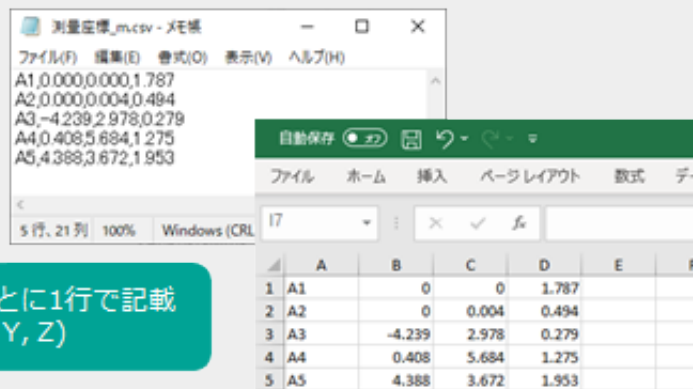 測量座標_m.csv - メモ帳
ファイル(F) 編集(E) 書式(O) 表示(V) ヘルプ(H)
A1,0.000,0.000,1.787
A2,0.000,0.004,0.494
A3,-4.239,2.978,0.279
A4,0.408,5.684,1.275
A5,4.388,3.672,1.953
5 行、21 列 100% Windows (CRL
とに1行で記載
Y, Z)
自動保存 オフ
ファイル ホーム 挿入 ページ レイアウト 数式 デー
I7 fx
A B C D E F
1 A1 0 0 1.787
2 A2 0 0.004 0.494
3 A3 -4.239 2.978 0.279
4 A4 0.408 5.684 1.275
5 A5 4.388 3.672 1.953